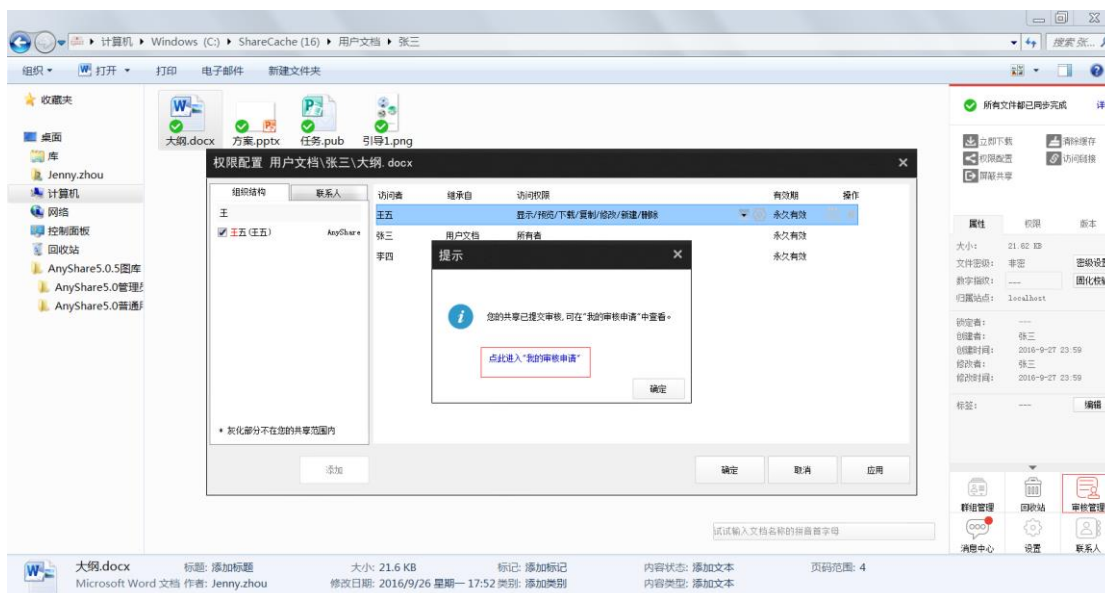 计算机 ▸ Windows (C:) ▸ ShareCache (16) ▸ 用户文档 ▸ 张三
搜索 张...
组织 打开 打印 电子邮件 新建文件夹
收藏夹
桌面
库
Jenny.zhou
计算机
网络
控制面板
回收站
AnyShare5.0.5图库
AnyShare5.0管理
AnyShare5.0普通
大纲.docx 方案.pptx 任务.pub 引导1.png
权限配置 用户文档\张三\大纲.docx
组织结构 联系人
王
王五(王五) AnyShare
* 灰化部分不在您的共享范围内
添加
访问者 继承自 访问权限 有效期 操作
王五 显示/预览/下载/复制/修改/新建/删除 永久有效
张三 用户文档 所有者 永久有效
李四 永久有效
提示
您的共享已提交审核,可在"我的审核申请"中查看。
点此进入"我的审核申请"
确定
确定 取消 应用
试试输入文档名称的拼音首字母
所有文件都已同步完成 详
立即下载 清除缓存
权限配置 访问链接
屏蔽共享
属性 权限 版本
大小: 21.62 KB
文件密级: 非密 密级设
数字指纹: --- 固化校
归属站点: localhost
锁定者: ---
创建者: 张三
创建时间: 2016-9-27 23:59
修改者: 张三
修改时间: 2016-9-27 23:59
标签: --- 编辑
群组管理 回收站 审核管理
消息中心 设置 联系人
大纲.docx 标题: 添加标题 大小: 21.6 KB 标记: 添加标记 内容状态: 添加文本 页码范围: 4
Microsoft Word 文档 作者: Jenny.zhou 修改日期: 2016/9/26 星期一 17:52 类别: 添加类别 内容类型: 添加文本